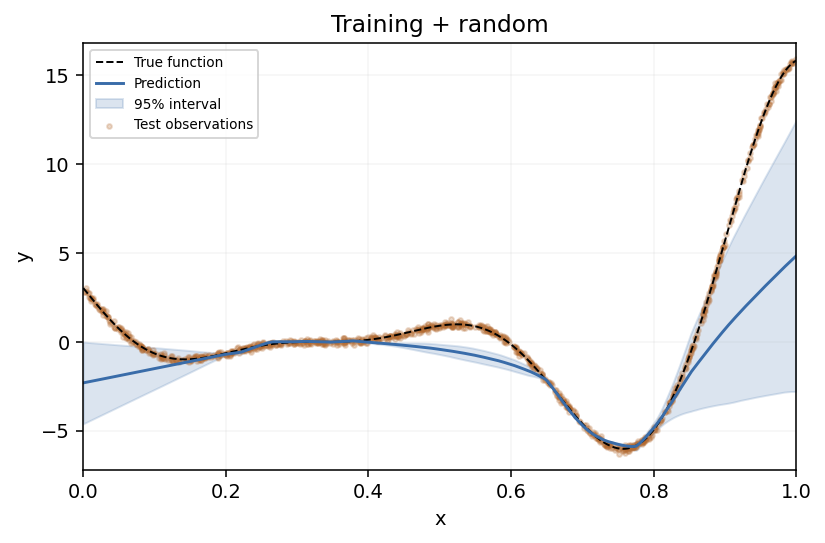 Training + random
True function
Prediction
95% interval
Test observations
15
10
5
0
−5
y
0.0 0.2 0.4 0.6 0.8 1.0
x